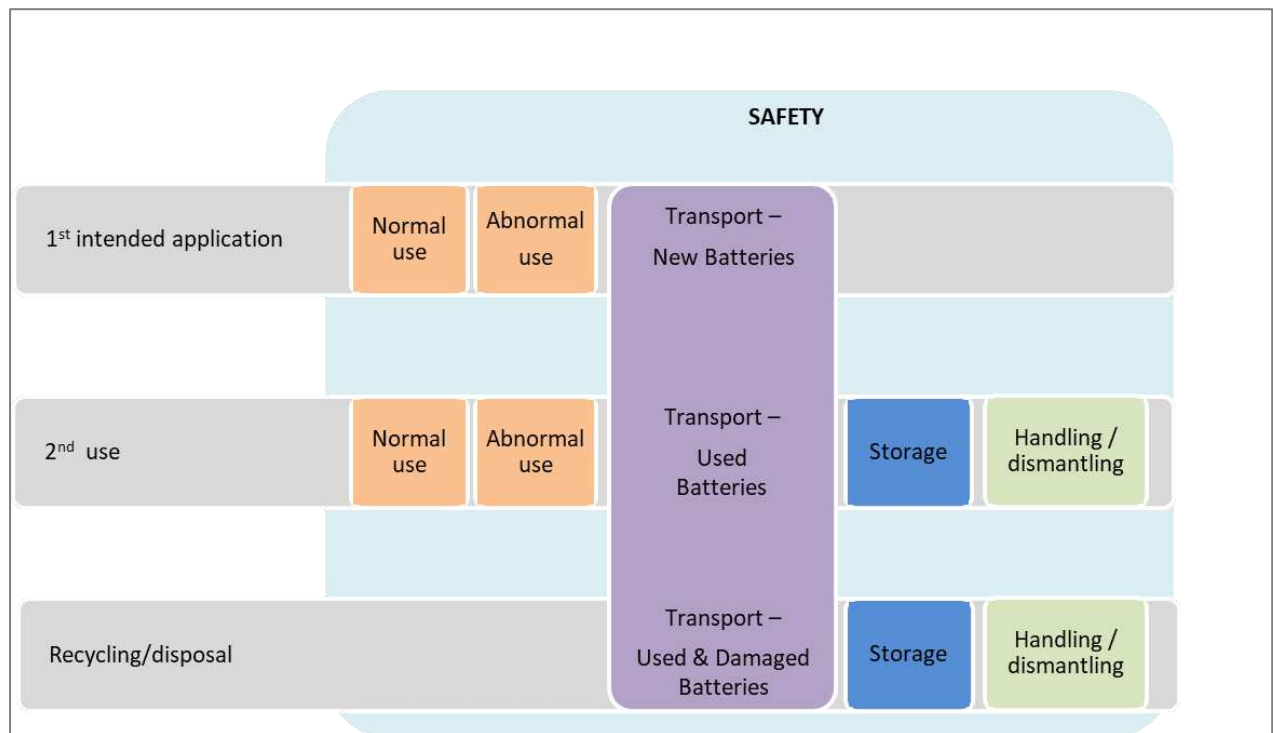 SAFETY
1st intended application
Normal
use
Abnormal
use
Transport –
New Batteries
2nd use
Normal
use
Abnormal
use
Transport –
Used
Batteries
Storage
Handling /
dismantling
Recycling/disposal
Transport –
Used & Damaged
Batteries
Storage
Handling /
dismantling